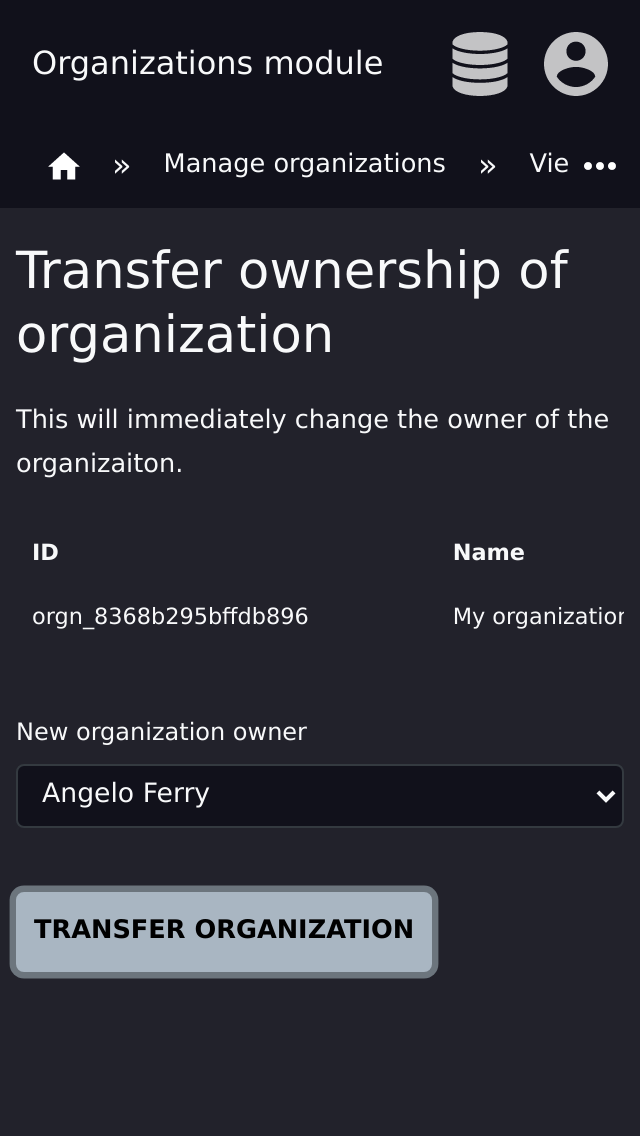 Organizations module
» Manage organizations » Vie •••
Transfer ownership of
organization
This will immediately change the owner of the
organizaiton.
ID Name
orgn_8368b295bffdb896 My organization
New organization owner
Angelo Ferry
TRANSFER ORGANIZATION